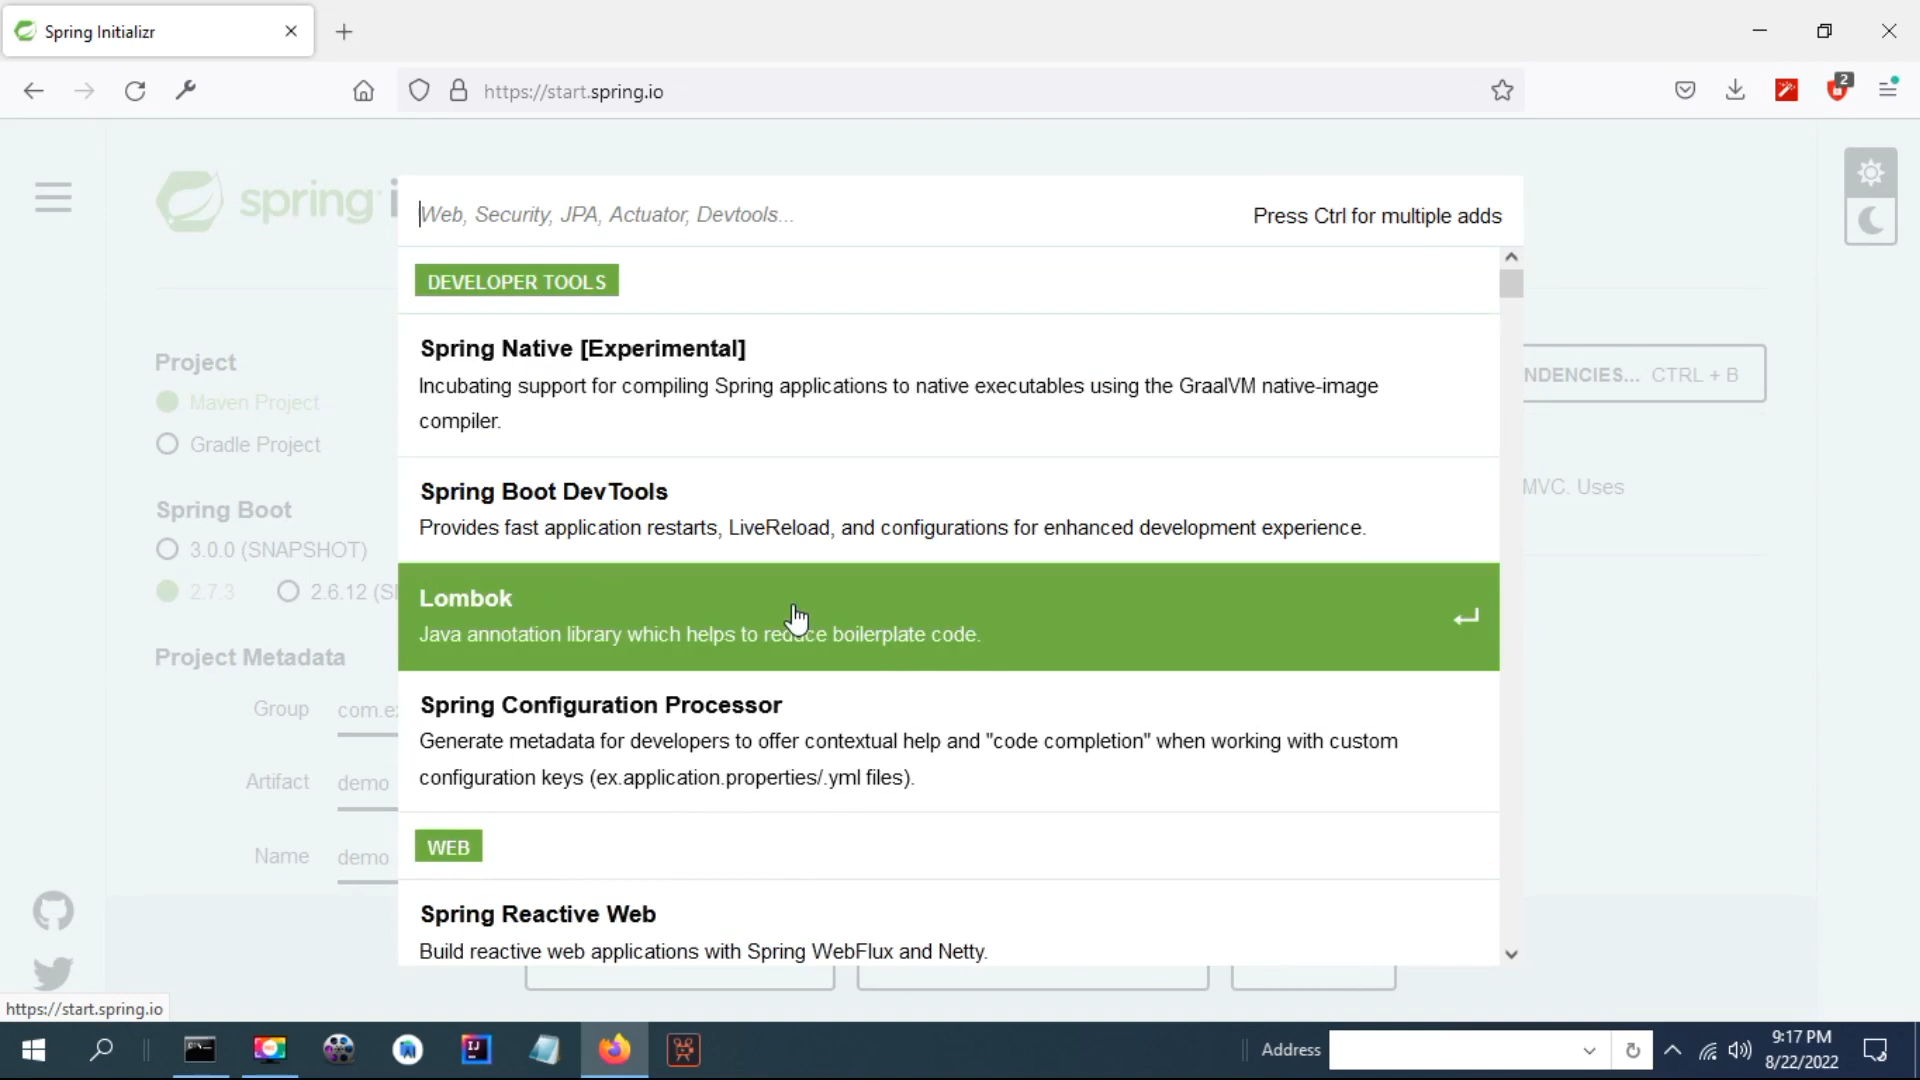 Spring Initializr
https://start.spring.io
2
spring i
Web, Security, JPA, Actuator, Devtools...
Press Ctrl for multiple adds
DEVELOPER TOOLS
Spring Native [Experimental]
Incubating support for compiling Spring applications to native executables using the GraalVM native-image
compiler.
Spring Boot DevTools
Provides fast application restarts, LiveReload, and configurations for enhanced development experience.
Lombok
Java annotation library which helps to reduce boilerplate code.
Spring Configuration Processor
Generate metadata for developers to offer contextual help and "code completion" when working with custom
configuration keys (ex.application.properties/.yml files).
WEB
Spring Reactive Web
Build reactive web applications with Spring WebFlux and Netty.
Project
Maven Project
Gradle Project
Spring Boot
3.0.0 (SNAPSHOT)
2.7.3 2.6.12 (S
Project Metadata
Group com.e
Artifact demo
Name demo
NDENCIES... CTRL + B
MVC. Uses
https://start.spring.io
Address
9:17 PM
8/22/2022